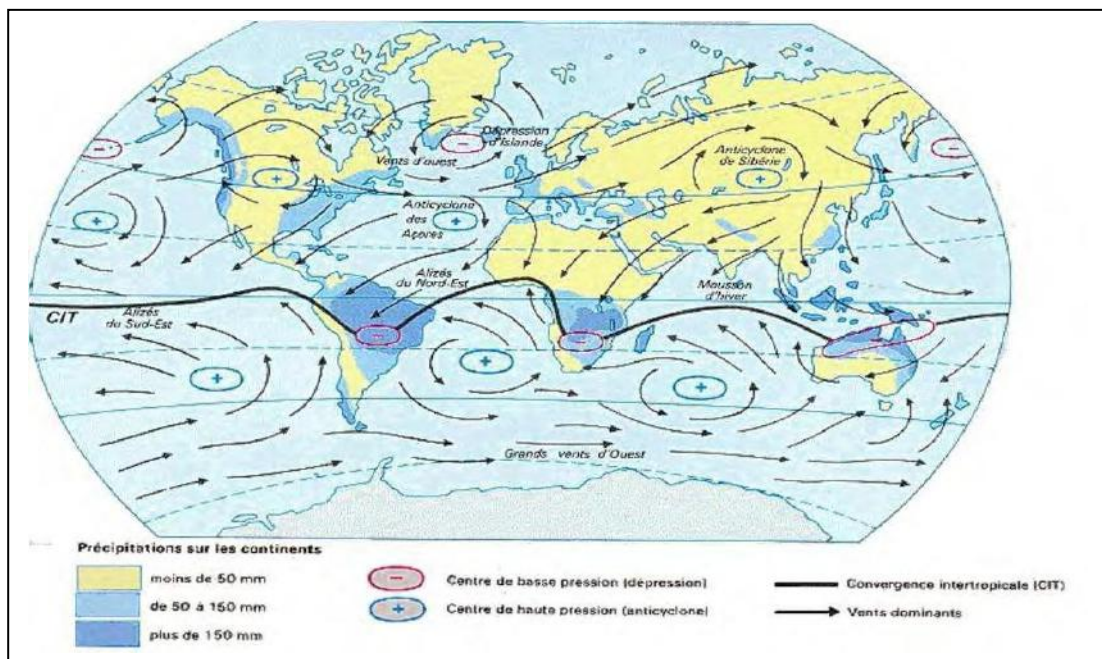 Dépression
d'Islande
Vents d'ouest
Anticyclone
de Sibérie
Anticyclone
des
Açores
Alizés
du Nord-Est
Mousson
d'hiver
CIT
Alizés
du Sud-Est
Grands vents d'Ouest
Précipitations sur les continents
moins de 50 mm
de 50 à 150 mm
plus de 150 mm
Centre de basse pression (dépression)
Centre de haute pression (anticyclone)
Convergence intertropicale (CIT)
Vents dominants